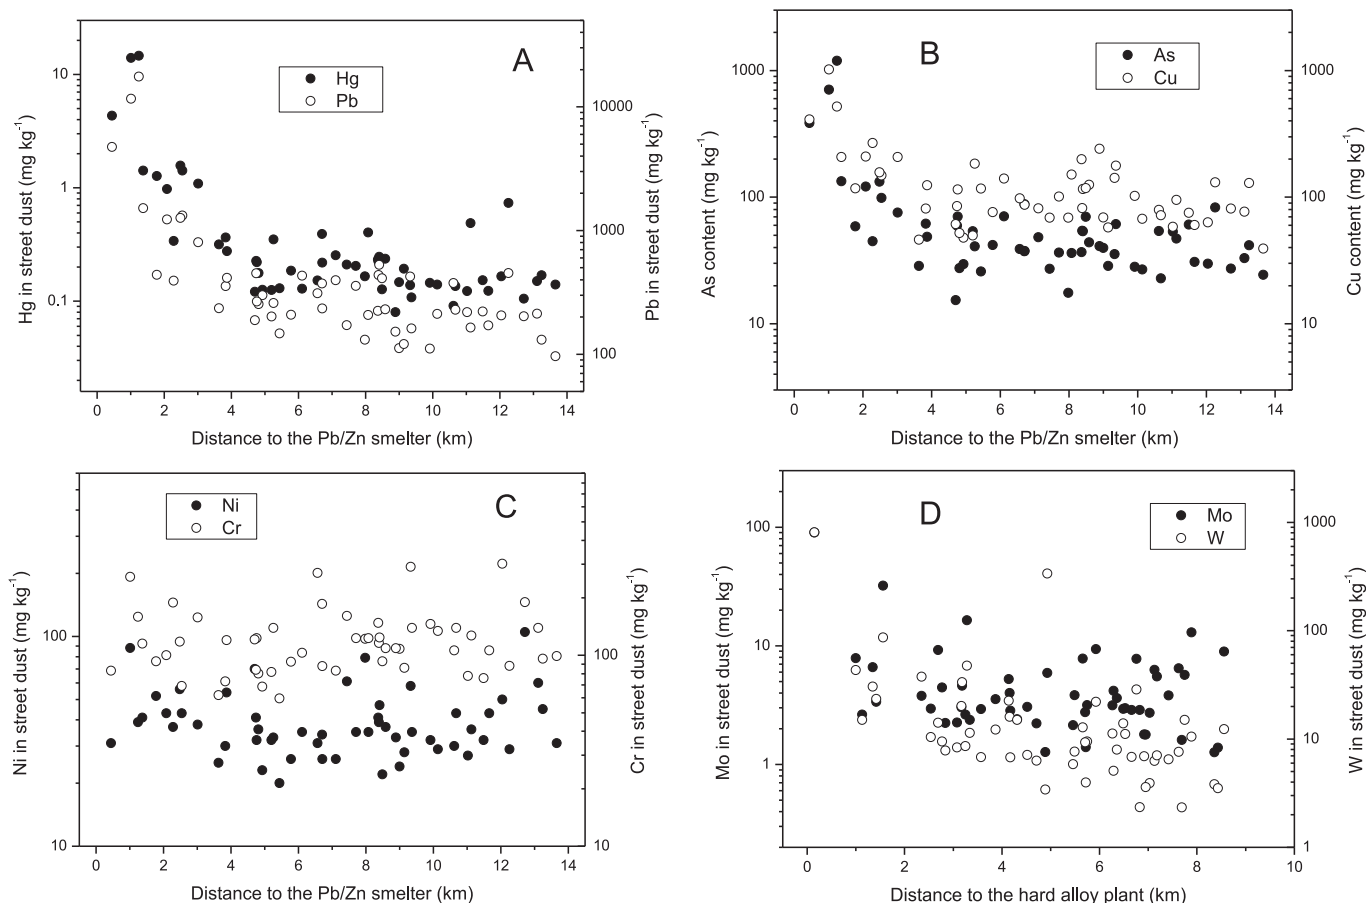 A
Hg
Pb
Hg in street dust (mg kg⁻¹)
10
1
0.1
Pb in street dust (mg kg⁻¹)
10000
1000
100
0 2 4 6 8 10 12 14
Distance to the Pb/Zn smelter (km)
B
As
Cu
As content (mg kg⁻¹)
1000
100
10
Cu content (mg kg⁻¹)
1000
100
10
0 2 4 6 8 10 12 14
Distance to the Pb/Zn smelter (km)
C
Ni
Cr
Ni in street dust (mg kg⁻¹)
100
10
Cr in street dust (mg kg⁻¹)
100
10
0 2 4 6 8 10 12 14
Distance to the Pb/Zn smelter (km)
D
Mo
W
Mo in street dust (mg kg⁻¹)
100
10
1
W in street dust (mg kg⁻¹)
1000
100
10
1
0 2 4 6 8 10
Distance to the hard alloy plant (km)